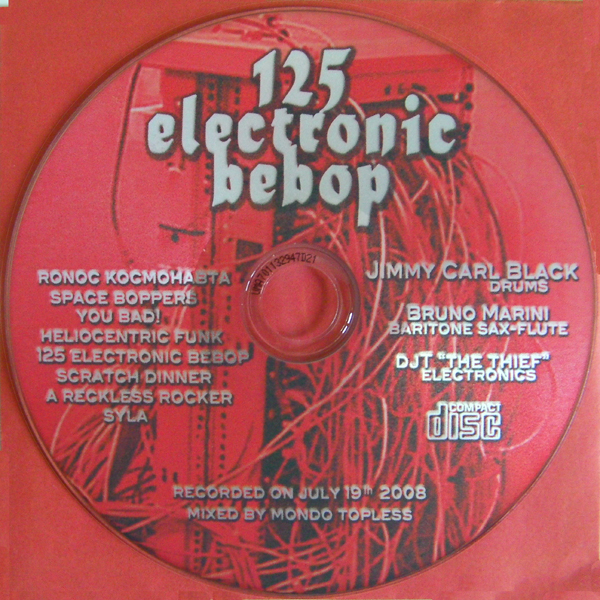 125
electronic
bebop
RONOC KOCMOHABTA
SPACE BOPPERS
YOU BAD!
HELIOCENTRIC FUNK
125 ELECTRONIC BEBOP
SCRATCH DINNER
A RECKLESS ROCKER
SYLA
JIMMY CARL BLACK
DRUMS
BRUNO MARINI
BARITONE SAX-FLUTE
DJT "THE THIEF"
ELECTRONICS
COMPACT
disc
RECORDED ON JULY 19TH 2008
MIXED BY MONDO TOPLESS